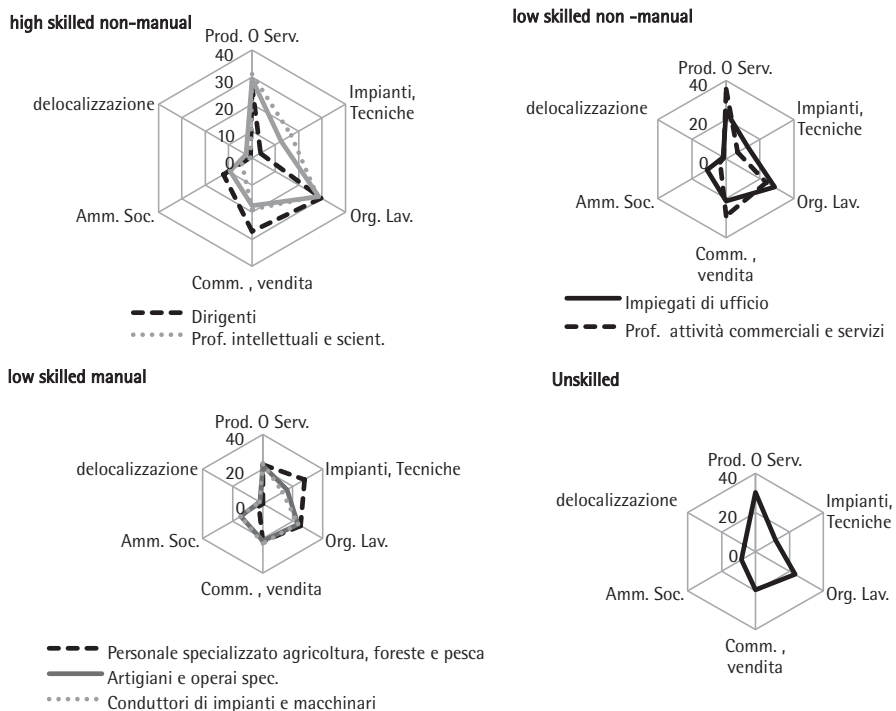 high skilled non-manual
Prod. O Serv.
40
30
20
10
0
Impianti,
Tecniche
Org. Lav.
Comm. , vendita
Amm. Soc.
delocalizzazione
Dirigenti
Prof. intellettuali e scient.
low skilled non -manual
Prod. O Serv.
40
20
0
Impianti,
Tecniche
Org. Lav.
Comm. ,
vendita
Amm. Soc.
delocalizzazione
Impiegati di ufficio
Prof. attività commerciali e servizi
low skilled manual
Prod. O Serv.
40
20
0
Impianti, Tecniche
Org. Lav.
Comm. , vendita
Amm. Soc.
delocalizzazione
Personale specializzato agricoltura, foreste e pesca
Artigiani e operai spec.
Conduttori di impianti e macchinari
Unskilled
Prod. O Serv.
40
20
0
Impianti,
Tecniche
Org. Lav.
Comm. ,
vendita
Amm. Soc.
delocalizzazione